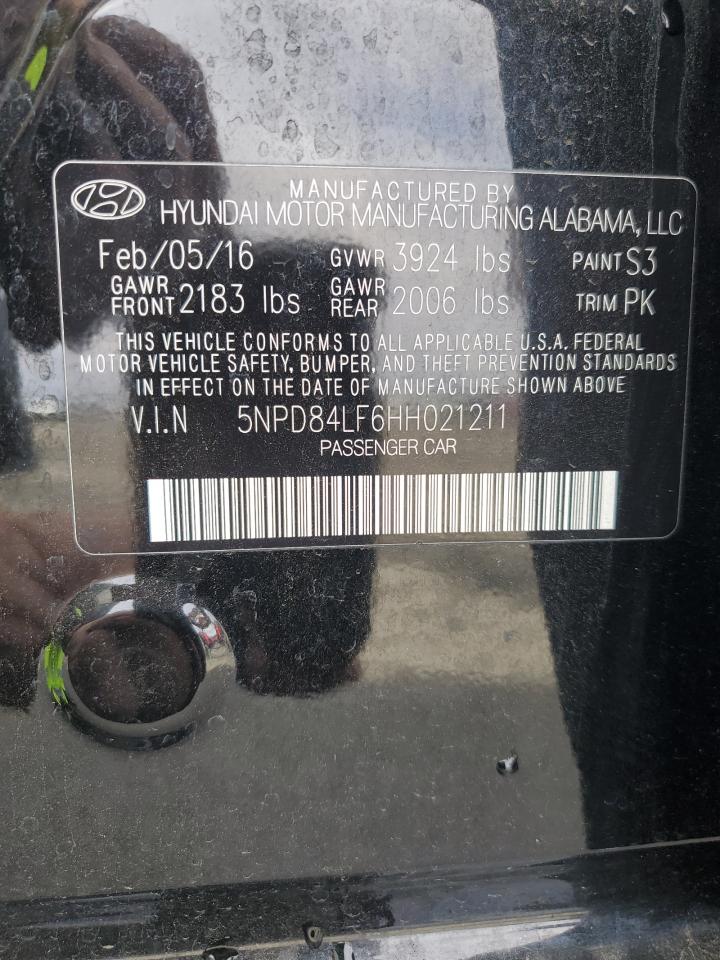 MANUFACTURED BY
HYUNDAI MOTOR MANUFACTURING ALABAMA, LLC
Feb/05/16 GVWR 3924 lbs PAINT S3
GAWR FRONT 2183 lbs GAWR REAR 2006 lbs TRIM PK
THIS VEHICLE CONFORMS TO ALL APPLICABLE U.S.A. FEDERAL
MOTOR VEHICLE SAFETY, BUMPER, AND THEFT PREVENTION STANDARDS
IN EFFECT ON THE DATE OF MANUFACTURE SHOWN ABOVE
V.I.N 5NPD84LF6HH021211
PASSENGER CAR